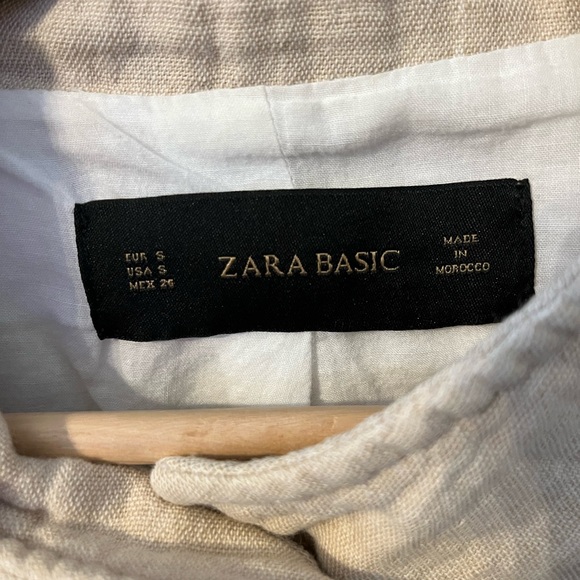 EUR S
USA S
MEX 26
ZARA BASIC
MADE
IN
MOROCCO